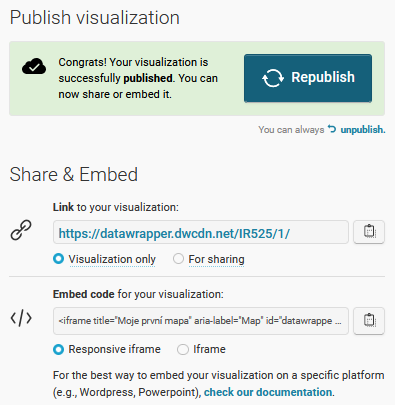 Publish visualization
Congrats! Your visualization is
successfully published. You can
now share or embed it.
Republish
You can always unpublish.
Share & Embed
Link to your visualization:
https://datawrapper.dwcdn.net/IR525/1/
Visualization only
For sharing
Embed code for your visualization:
<iframe title="Moje první mapa" aria-label="Map" id="datawrappe ...
Responsive iframe
Iframe
For the best way to embed your visualization on a specific platform
(e.g., Wordpress, Powerpoint), check our documentation.